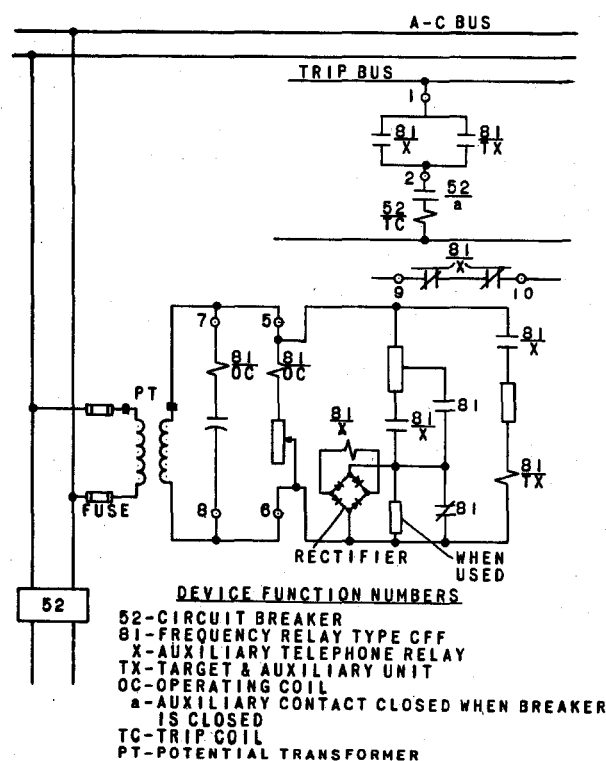 A-C BUS
TRIP BUS
1
81
X
81
TX
2
52
a
52
TC
81
X
9
10
7
5
81
OC
81
OC
81
X
PT
81
X
81
X
81
81
TX
81
FUSE
8
6
RECTIFIER
WHEN
USED
52
DEVICE FUNCTION NUMBERS
52-CIRCUIT BREAKER
81-FREQUENCY RELAY TYPE CFF
X-AUXILIARY TELEPHONE RELAY
TX-TARGET & AUXILIARY UNIT
OC-OPERATING COIL
a-AUXILIARY CONTACT CLOSED WHEN BREAKER
IS CLOSED
TC-TRIP COIL
PT-POTENTIAL TRANSFORMER